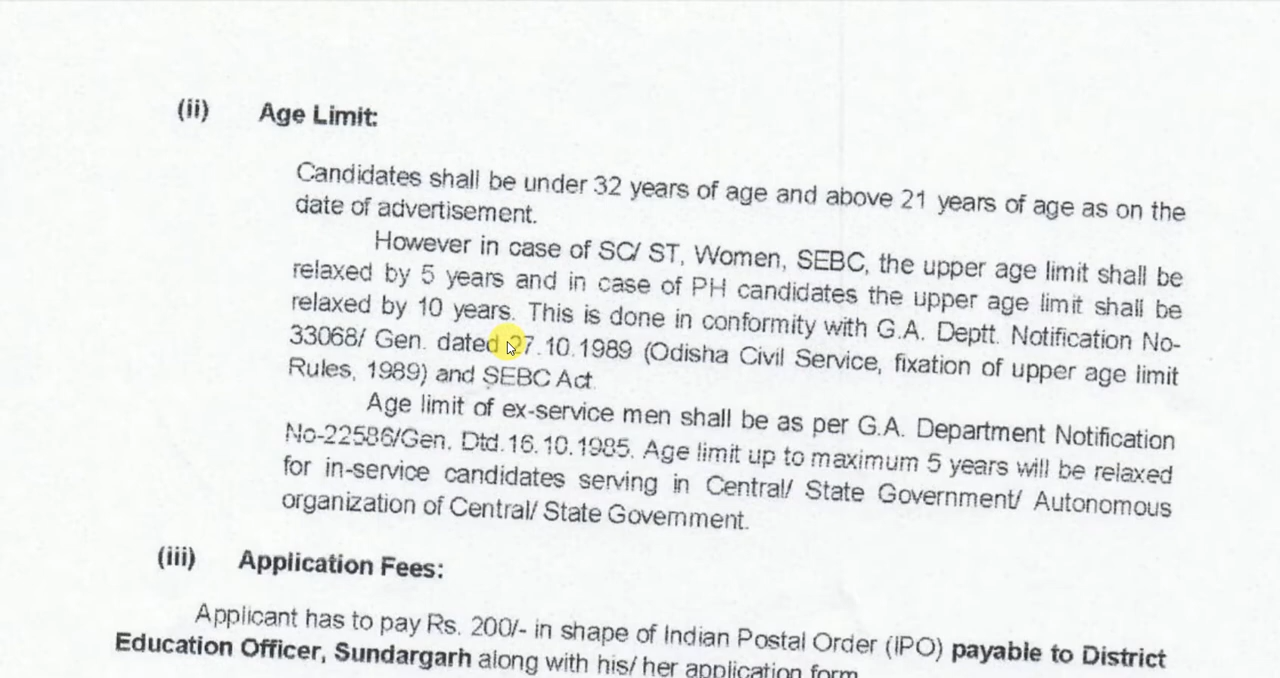 (ii) Age Limit:
Candidates shall be under 32 years of age and above 21 years of age as on the
date of advertisement.
However in case of SC/ ST, Women, SEBC, the upper age limit shall be
relaxed by 5 years and in case of PH candidates the upper age limit shall be
relaxed by 10 years. This is done in conformity with G.A. Deptt. Notification No-
33068/ Gen. dated 27.10.1989 (Odisha Civil Service, fixation of upper age limit
Rules, 1989) and SEBC Act.
Age limit of ex-service men shall be as per G.A. Department Notification
No-22586/Gen. Dtd.16.10.1985. Age limit up to maximum 5 years will be relaxed
for in-service candidates serving in Central/ State Government/ Autonomous
organization of Central/ State Government.
(iii) Application Fees:
Applicant has to pay Rs. 200/- in shape of Indian Postal Order (IPO) payable to District
Education Officer, Sundargarh along with his/ her application form